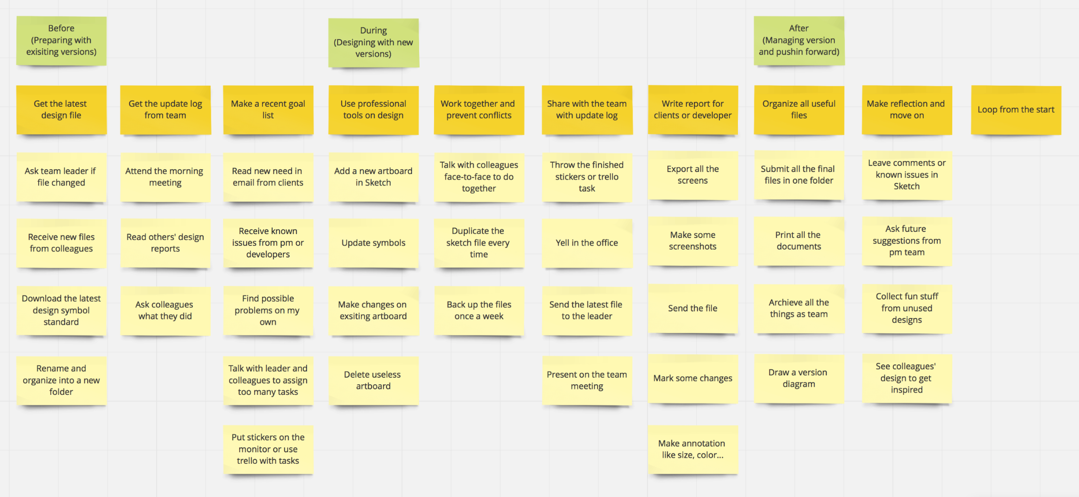 Before
(Preparing with
exisiting versions)
During
(Designing with new
versions)
After
(Managing version
and pushin forward)
Get the latest
design file
Get the update log
from team
Make a recent goal
list
Use professional
tools on design
Work together and
prevent conflicts
Share with the team
with update log
Write report for
clients or developer
Organize all useful
files
Make reflection and
move on
Loop from the start
Ask team leader if
file changed
Attend the morning
meeting
Read new need in
email from clients
Add a new artboard
in Sketch
Talk with colleagues
face-to-face to do
together
Throw the finished
stickers or trello
task
Export all the
screens
Submit all the final
files in one folder
Leave comments or
known issues in
Sketch
Receive new files
from colleagues
Read others' design
reports
Receive known
issues from pm or
developers
Update symbols
Duplicate the
sketch file every
time
Yell in the office
Make some
screenshots
Print all the
documents
Ask future
suggestions from
pm team
Download the latest
design symbol
standard
Ask colleagues
what they did
Find possible
problems on my
own
Make changes on
exsiting artboard
Back up the files
once a week
Send the latest file
to the leader
Send the file
Archieve all the
things as team
Collect fun stuff
from unused
designs
Rename and
organize into a new
folder
Talk with leader and
colleagues to assign
too many tasks
Delete useless
artboard
Present on the team
meeting
Mark some changes
Draw a version
diagram
See colleagues'
design to get
inspired
Put stickers on the
monitor or use
trello with tasks
Make annotation
like size, color...